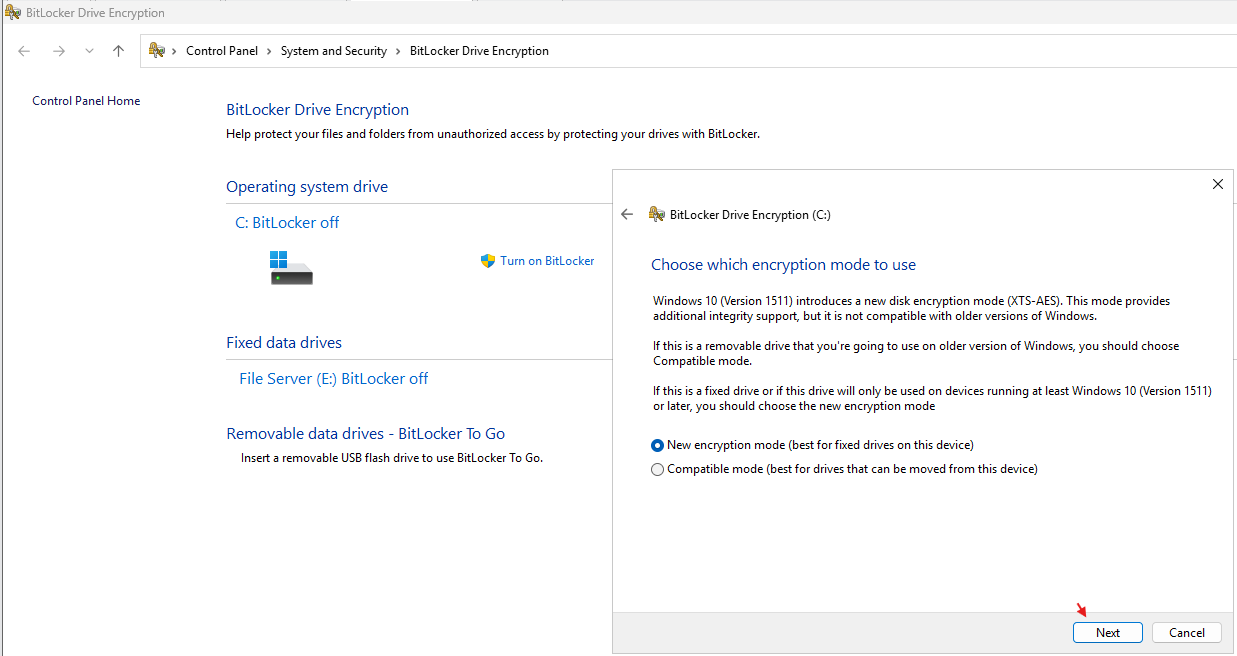 BitLocker Drive Encryption
Control Panel > System and Security > BitLocker Drive Encryption
Control Panel Home
BitLocker Drive Encryption
Help protect your files and folders from unauthorized access by protecting your drives with BitLocker.
Operating system drive
C: BitLocker off
Turn on BitLocker
Fixed data drives
File Server (E:) BitLocker off
Removable data drives - BitLocker To Go
Insert a removable USB flash drive to use BitLocker To Go.
BitLocker Drive Encryption (C:)
Choose which encryption mode to use
Windows 10 (Version 1511) introduces a new disk encryption mode (XTS-AES). This mode provides
additional integrity support, but it is not compatible with older versions of Windows.
If this is a removable drive that you're going to use on older version of Windows, you should choose
Compatible mode.
If this is a fixed drive or if this drive will only be used on devices running at least Windows 10 (Version 1511)
or later, you should choose the new encryption mode
New encryption mode (best for fixed drives on this device)
Compatible mode (best for drives that can be moved from this device)
Next
Cancel